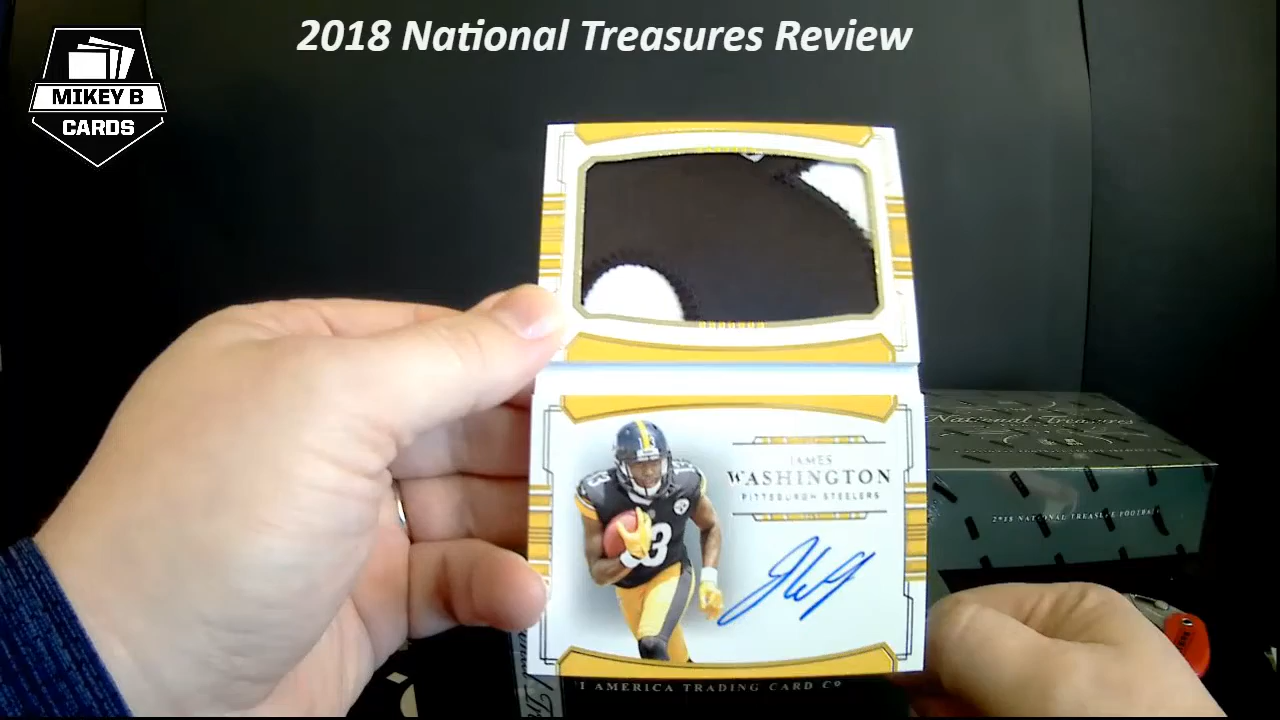 2018 National Treasures Review
MIKEY B
CARDS
JAMES
WASHINGTON
PITTSBURGH STEELERS
National Treasures
2018 NATIONAL TREASURES FOOTBALL
AMERICA TRADING CARD CO